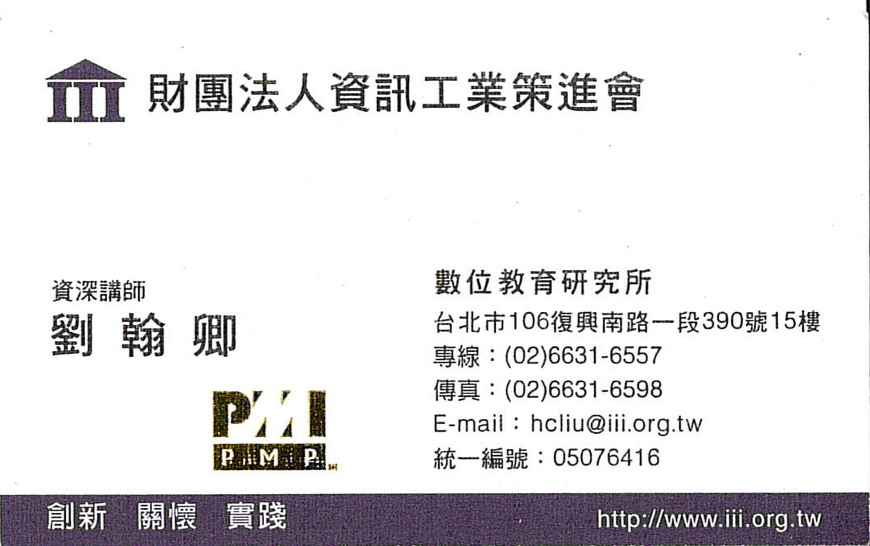 III 財團法人資訊工業策進會
資深講師
劉翰卿
PMI
PMP
數位教育研究所
台北市106復興南路一段390號15樓
專線：(02)6631-6557
傳真：(02)6631-6598
E-mail：hcliu@iii.org.tw
統一編號：05076416
創新 關懷 實踐
http://www.iii.org.tw